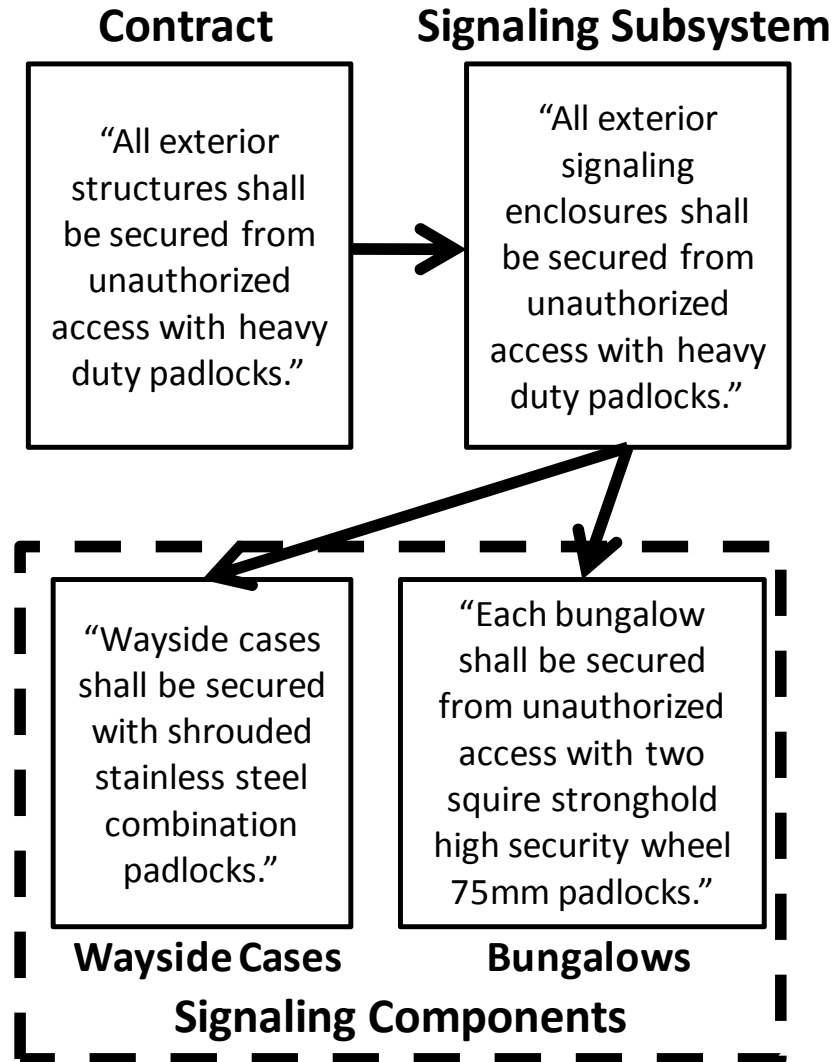 Contract
“All exterior
structures shall
be secured from
unauthorized
access with heavy
duty padlocks.”
Signaling Subsystem
“All exterior
signaling
enclosures shall
be secured from
unauthorized
access with heavy
duty padlocks.”
“Wayside cases
shall be secured
with shrouded
stainless steel
combination
padlocks.”
Wayside Cases
“Each bungalow
shall be secured
from unauthorized
access with two
squire stronghold
high security wheel
75mm padlocks.”
Bungalows
Signaling Components